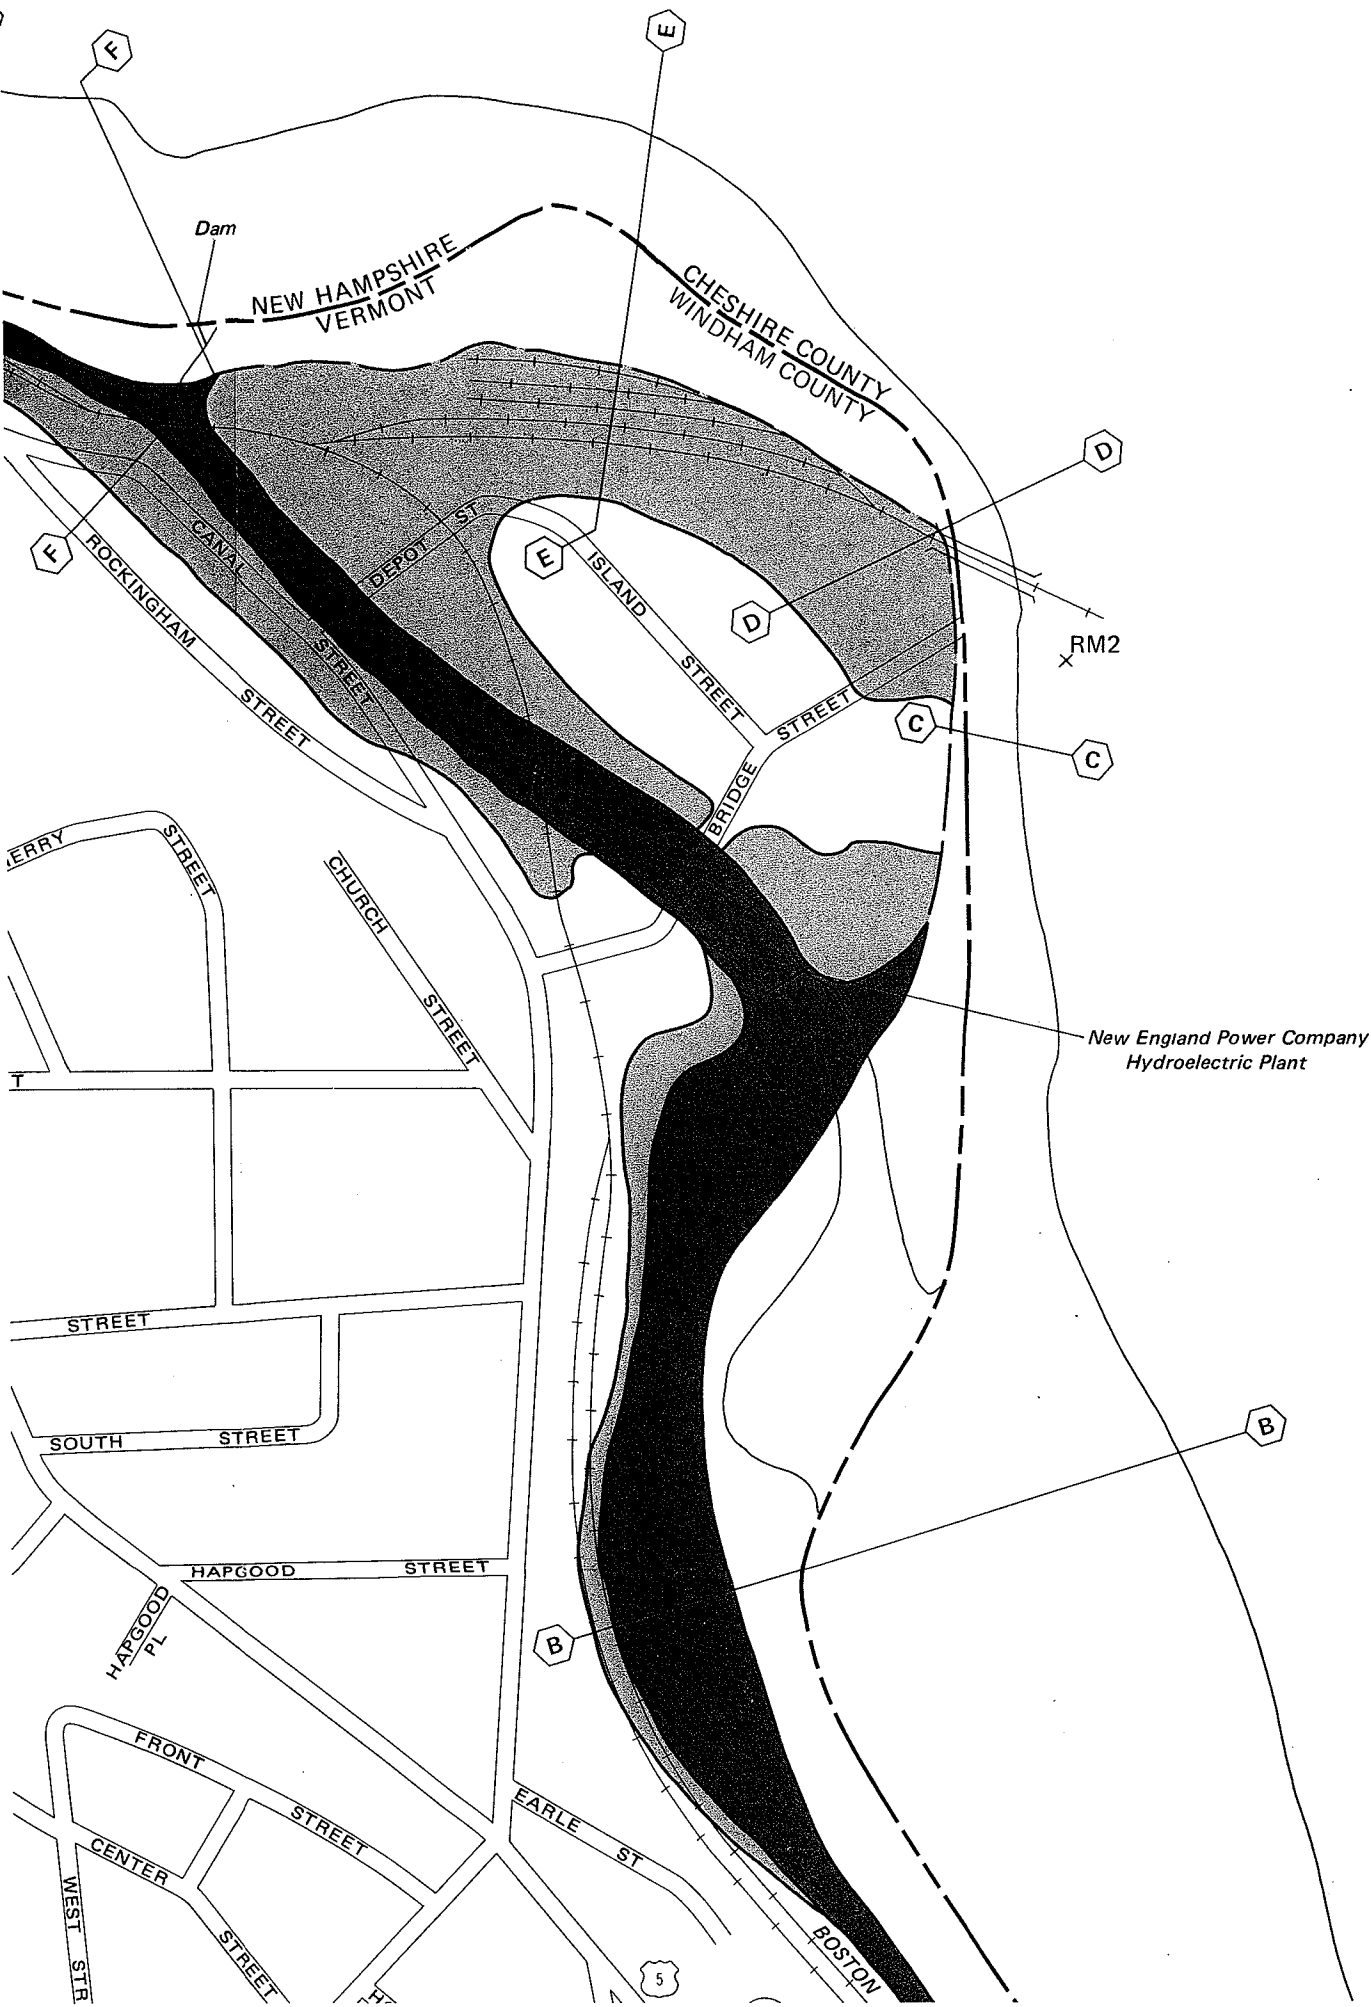 F
E
Dam
NEW HAMPSHIRE
VERMONT
CHESHIRE COUNTY
WINDHAM COUNTY
D
F
CANAL
STREET
DEPOT ST
E
ISLAND
STREET
D
RM2
ROCKINGHAM
STREET
STREET
C
C
BRIDGE
STREET
CHURCH
STREET
New England Power Company
Hydroelectric Plant
T
STREET
B
SOUTH STREET
HAPGOOD STREET
HAPGOOD
PL
B
FRONT
STREET
EARLE
ST
CENTER
STREET
WEST STR
BOSTON
5